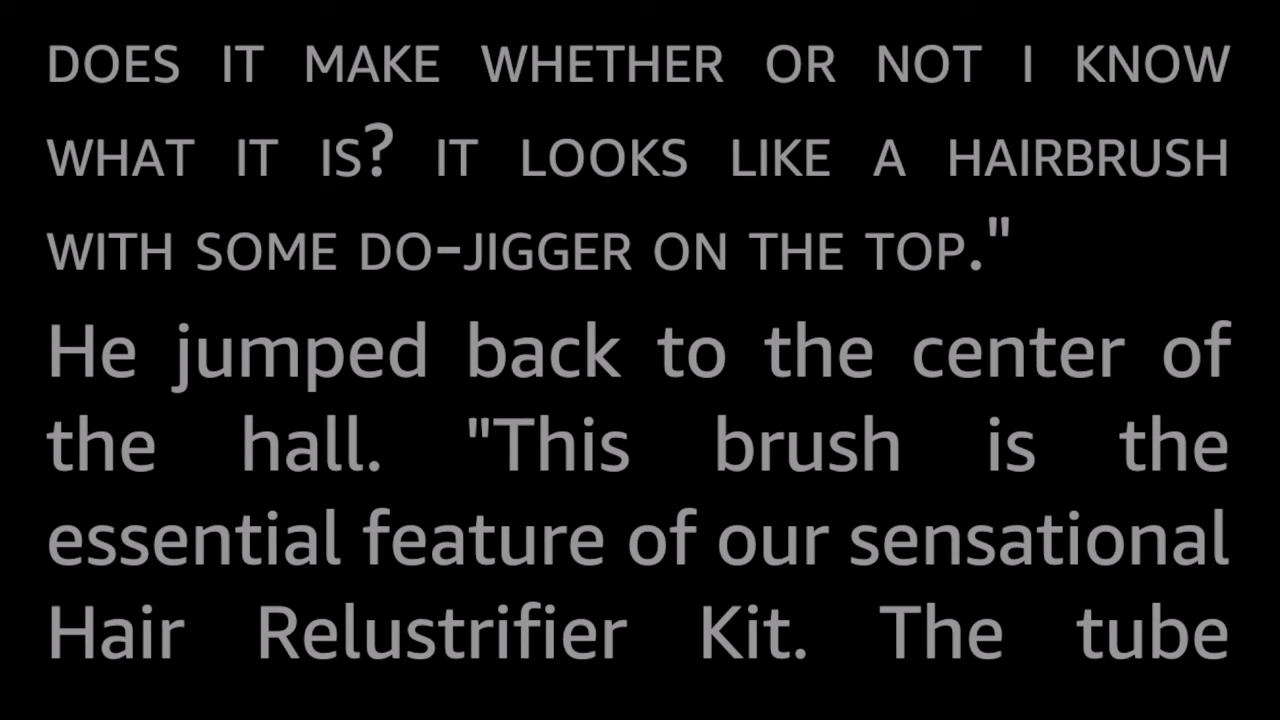 DOES IT MAKE WHETHER OR NOT I KNOW
WHAT IT IS? IT LOOKS LIKE A HAIRBRUSH
WITH SOME DO-JIGGER ON THE TOP."
He jumped back to the center of
the hall. "This brush is the
essential feature of our sensational
Hair Relustrifier Kit. The tube